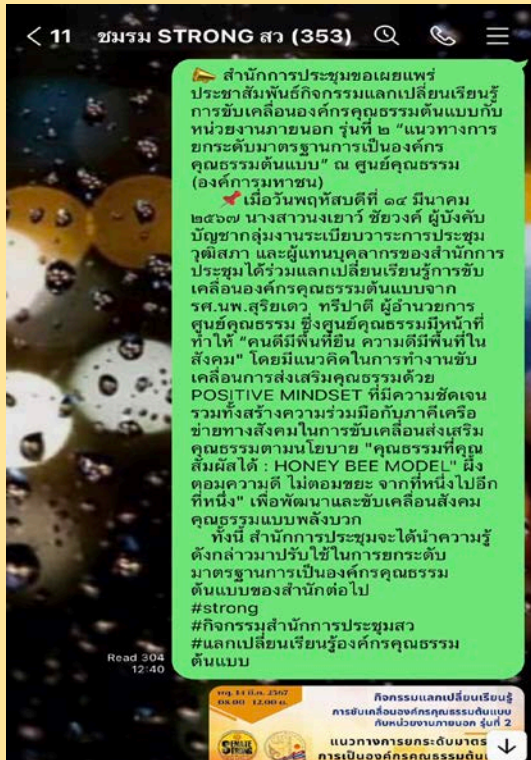 < 11 ชมรม STRONG สว (353)
สำนักการประชุมขอเผยแพร่
ประชาสัมพันธ์กิจกรรมแลกเปลี่ยนเรียนรู้
การขับเคลื่อนองค์กรคุณธรรมต้นแบบกับ
หน่วยงานภายนอก รุ่นที่ ๒ "แนวทางการ
ยกระดับมาตรฐานการเป็นองค์กร
คุณธรรมต้นแบบ" ณ ศูนย์คุณธรรม
(องค์การมหาชน)
เมื่อวันพฤหัสบดีที่ ๑๔ มีนาคม
๒๕๖๗ นางสาวนงเยาว์ ชัยวงค์ ผู้บังคับ
บัญชากลุ่มงานระเบียบวาระการประชุม
วุฒิสภา และผู้แทนบุคลากรของสำนักการ
ประชุมได้ร่วมแลกเปลี่ยนเรียนรู้การขับ
เคลื่อนองค์กรคุณธรรมต้นแบบจาก
รศ.นพ.สุริยเดว ทรีปาตี ผู้อำนวยการ
ศูนย์คุณธรรม ซึ่งศูนย์คุณธรรมมีหน้าที่
ทำให้ "คนดีมีพื้นที่ยืน ความดีมีพื้นที่ใน
สังคม" โดยมีแนวคิดในการทำงานขับ
เคลื่อนการส่งเสริมคุณธรรมด้วย
POSITIVE MINDSET ที่มีความชัดเจน
รวมทั้งสร้างความร่วมมือกับภาคีเครือ
ข่ายทางสังคมในการขับเคลื่อนส่งเสริม
คุณธรรมตามนโยบาย "คุณธรรมที่คุณ
สัมผัสได้ : HONEY BEE MODEL" ผึ้ง
ตอมความดี ไม่ตอมขยะ จากที่หนึ่งไปอีก
ที่หนึ่ง" เพื่อพัฒนาและขับเคลื่อนสังคม
คุณธรรมแบบพลังบวก
ทั้งนี้ สำนักการประชุมจะได้นำความรู้
ดังกล่าวมาปรับใช้ในการยกระดับ
มาตรฐานการเป็นองค์กรคุณธรรม
ต้นแบบของสำนักต่อไป
#strong
#กิจกรรมสำนักการประชุมสว
#แลกเปลี่ยนเรียนรู้องค์กรคุณธรรม
ต้นแบบ
Read 304
12:40
พฤ. 14 มี.ค. 2567
08.00 - 12.00 น.
กิจกรรมแลกเปลี่ยนเรียนรู้
การขับเคลื่อนองค์กรคุณธรรมต้นแบบ
กับหน่วยงานภายนอก รุ่นที่ 2
แนวทางการยกระดับมาตร
การเป็นองค์กรคุณธรรมต้น